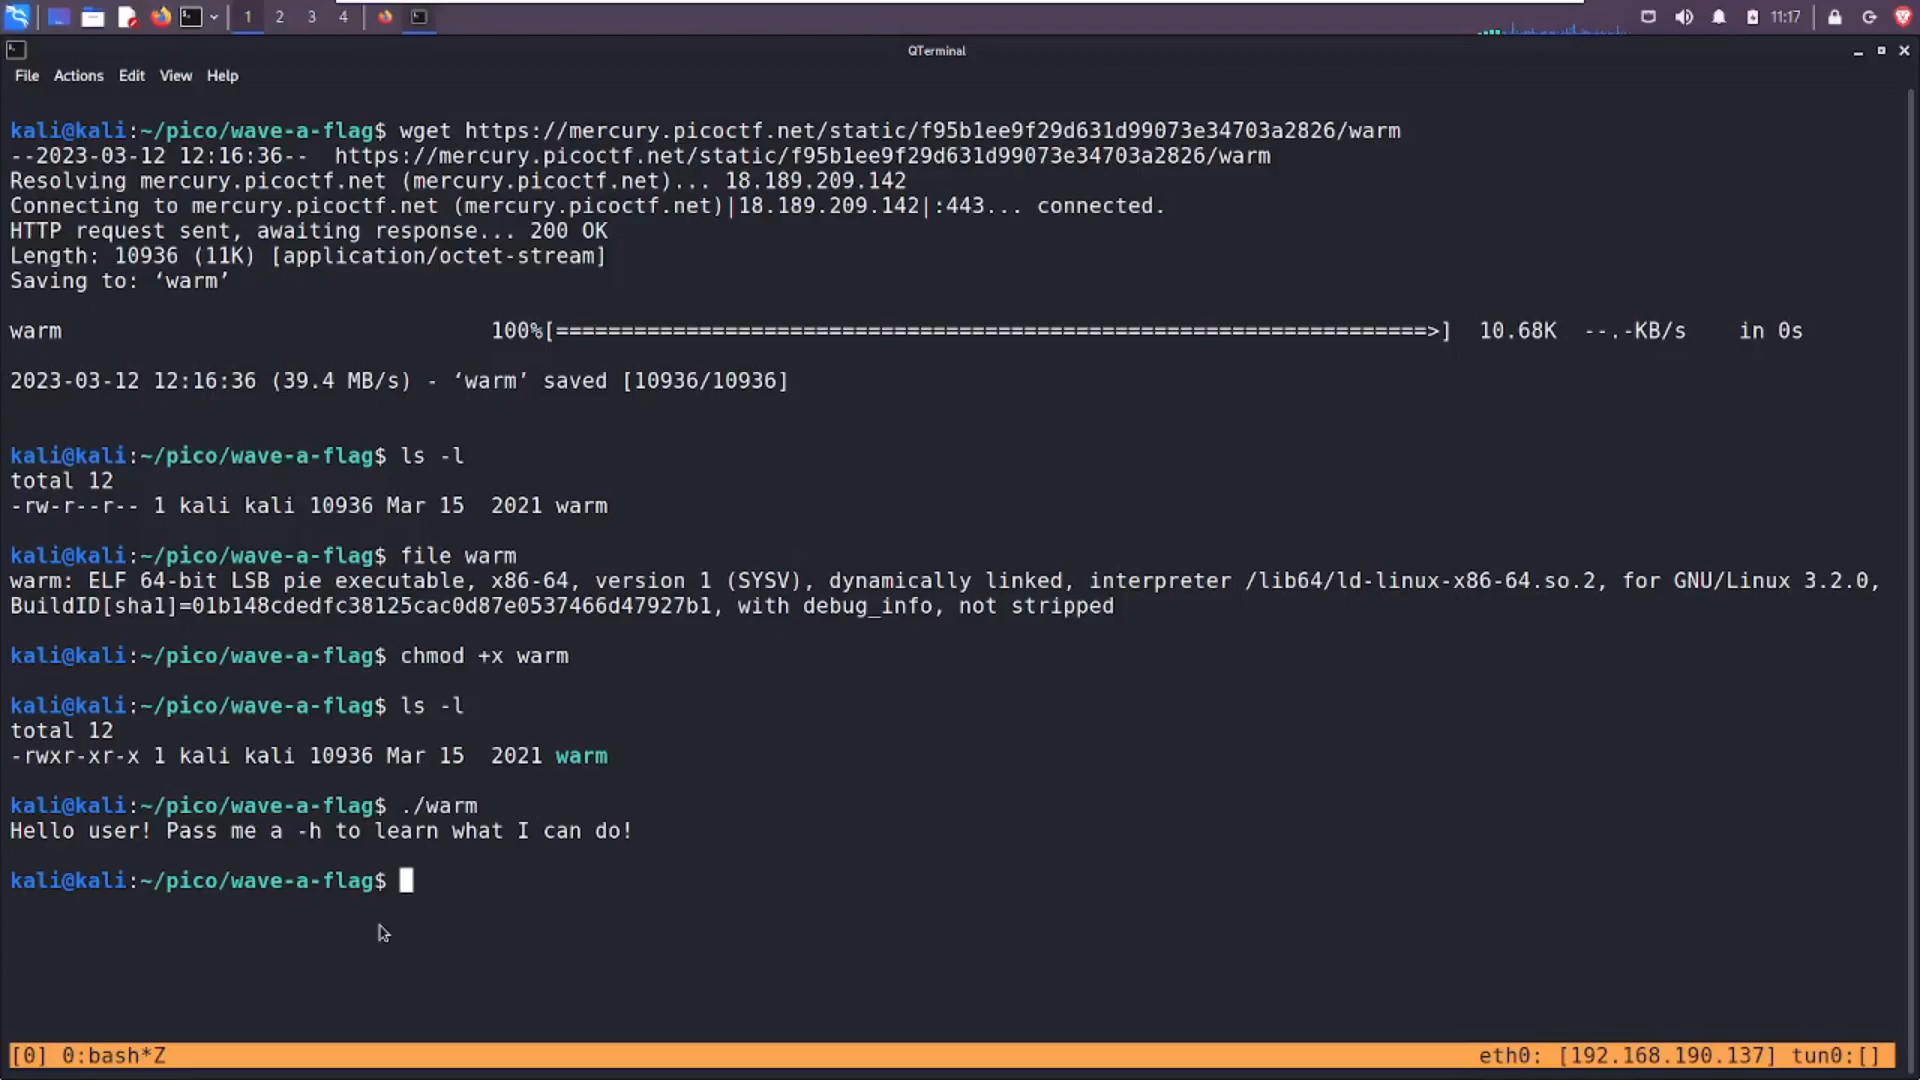 1 2 3 4 11:17
QTerminal
File Actions Edit View Help
kali@kali:~/pico/wave-a-flag$ wget https://mercury.picoctf.net/static/f95b1ee9f29d631d99073e34703a2826/warm
--2023-03-12 12:16:36--  https://mercury.picoctf.net/static/f95b1ee9f29d631d99073e34703a2826/warm
Resolving mercury.picoctf.net (mercury.picoctf.net)... 18.189.209.142
Connecting to mercury.picoctf.net (mercury.picoctf.net)|18.189.209.142|:443... connected.
HTTP request sent, awaiting response... 200 OK
Length: 10936 (11K) [application/octet-stream]
Saving to: ‘warm’
warm 100%[===================================================================>] 10.68K --.-KB/s in 0s
2023-03-12 12:16:36 (39.4 MB/s) - ‘warm’ saved [10936/10936]
kali@kali:~/pico/wave-a-flag$ ls -l
total 12
-rw-r--r-- 1 kali kali 10936 Mar 15  2021 warm
kali@kali:~/pico/wave-a-flag$ file warm
warm: ELF 64-bit LSB pie executable, x86-64, version 1 (SYSV), dynamically linked, interpreter /lib64/ld-linux-x86-64.so.2, for GNU/Linux 3.2.0,
BuildID[sha1]=01b148cdedfc38125cac0d87e0537466d47927b1, with debug_info, not stripped
kali@kali:~/pico/wave-a-flag$ chmod +x warm
kali@kali:~/pico/wave-a-flag$ ls -l
total 12
-rwxr-xr-x 1 kali kali 10936 Mar 15  2021 warm
kali@kali:~/pico/wave-a-flag$ ./warm
Hello user! Pass me a -h to learn what I can do!
kali@kali:~/pico/wave-a-flag$
[0] 0:bash*Z eth0: [192.168.190.137] tun0:[]